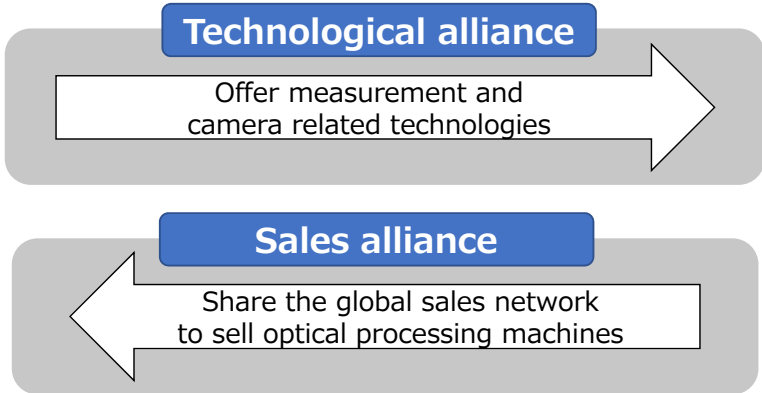 Technological alliance
Offer measurement and
camera related technologies
Sales alliance
Share the global sales network
to sell optical processing machines